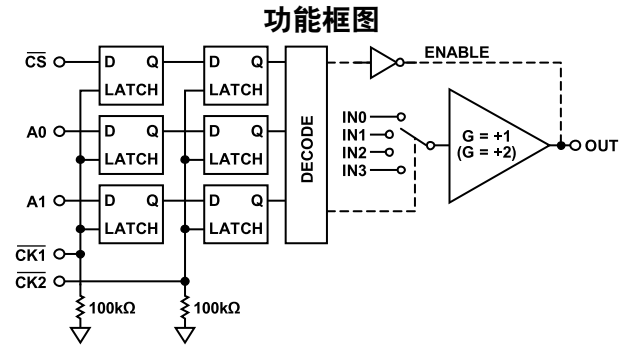 功能框图
CS D Q D Q ENABLE
LATCH LATCH
A0 D Q D Q DECODE IN0
IN1 G = +1 OUT
IN2 (G = +2)
LATCH LATCH IN3
A1 D Q D Q
LATCH LATCH
CK1
CK2
100kΩ 100kΩ